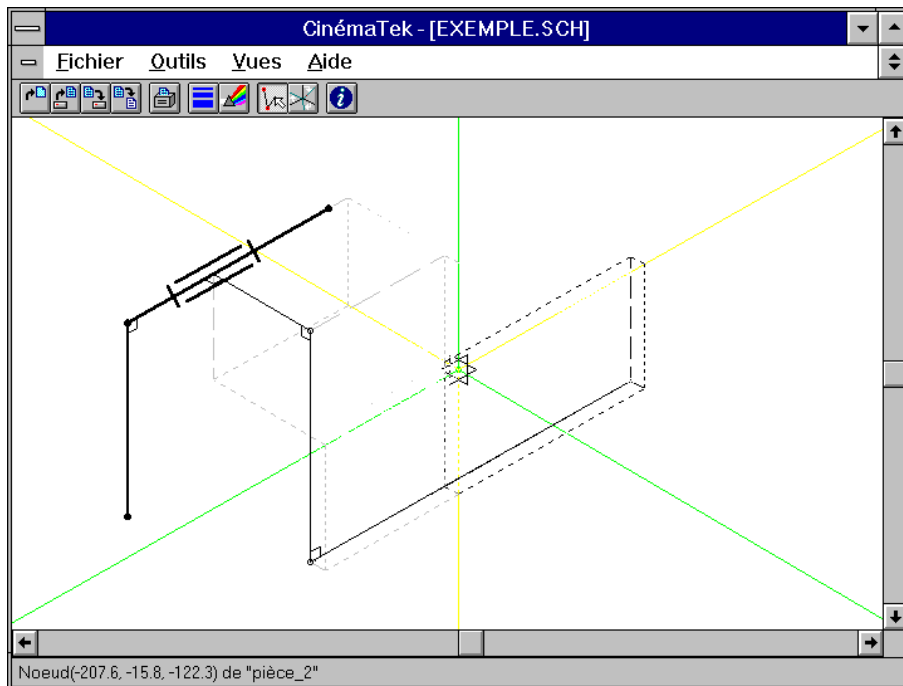 CinémaTek - [EXEMPLE.SCH]
Fichier Outils Vues Aide
Noeud(-207.6, -15.8, -122.3) de "pièce_2"